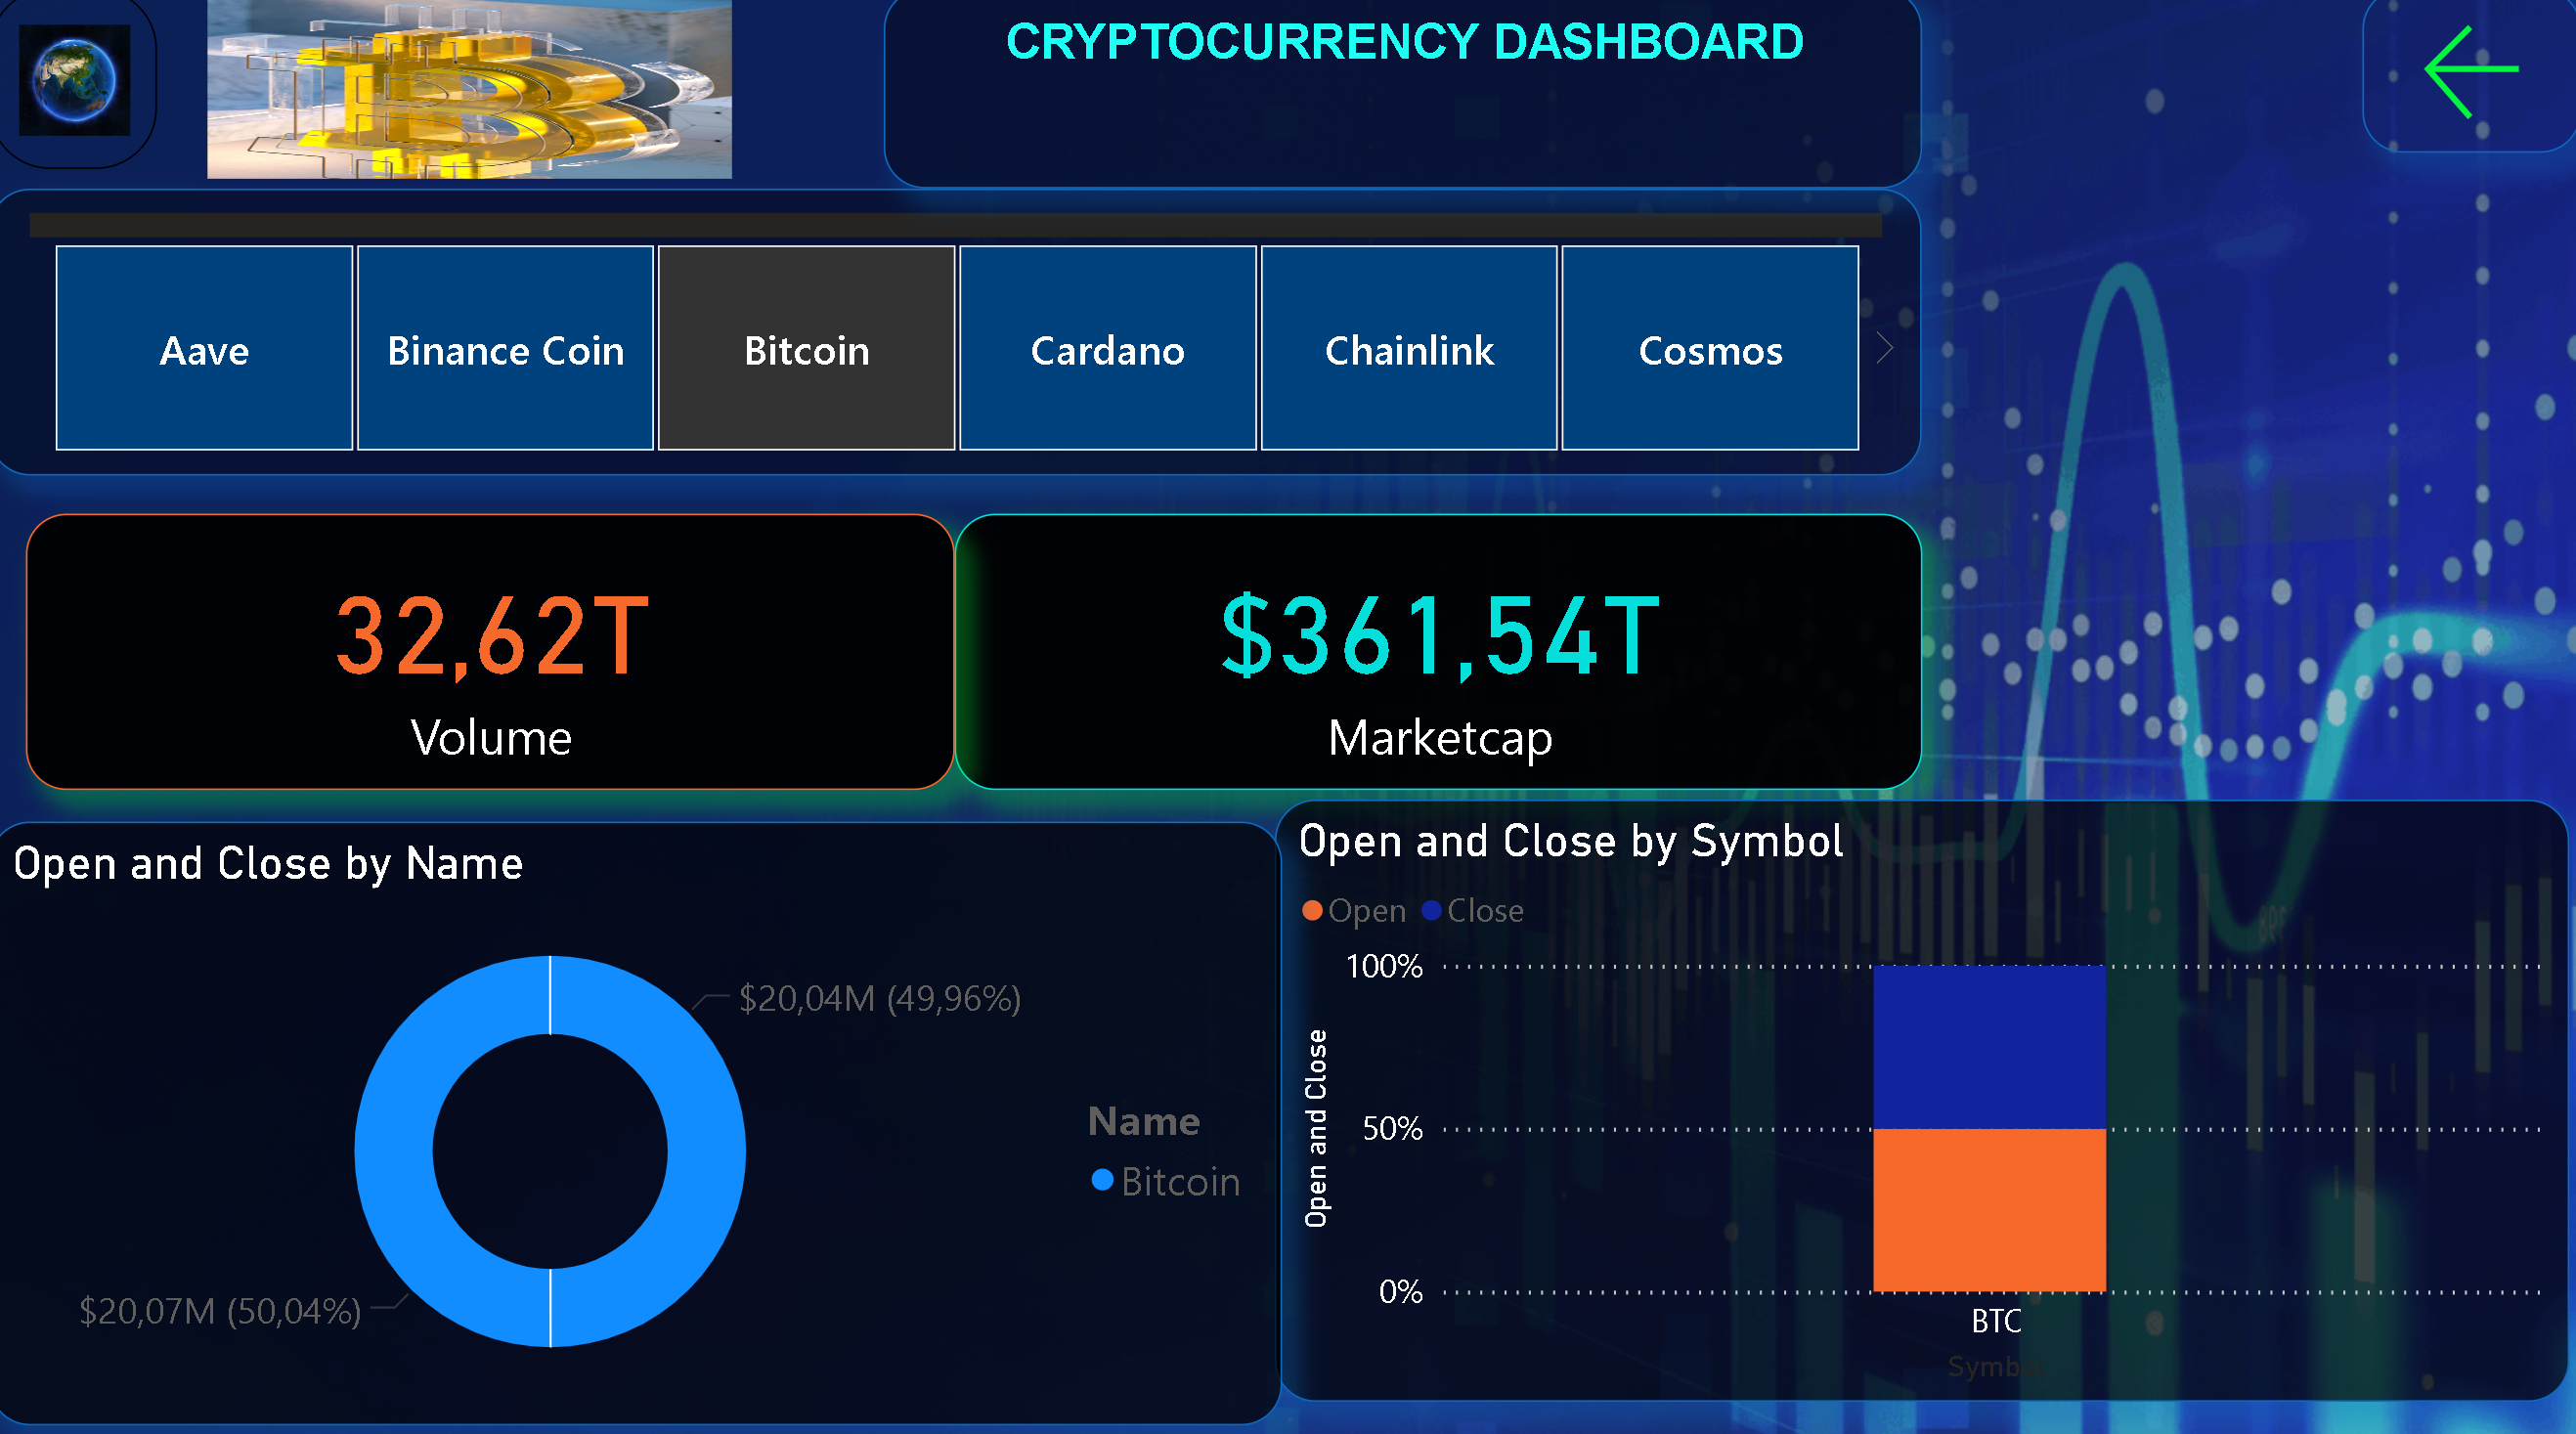 CRYPTOCURRENCY DASHBOARD
Aave
Binance Coin
Bitcoin
Cardano
Chainlink
Cosmos
32,62T
Volume
$361,54T
Marketcap
Open and Close by Name
$20,04M (49,96%)
$20,07M (50,04%)
Name
Bitcoin
Open and Close by Symbol
Open
Close
Open and Close
100%
50%
0%
BTC
Symbol